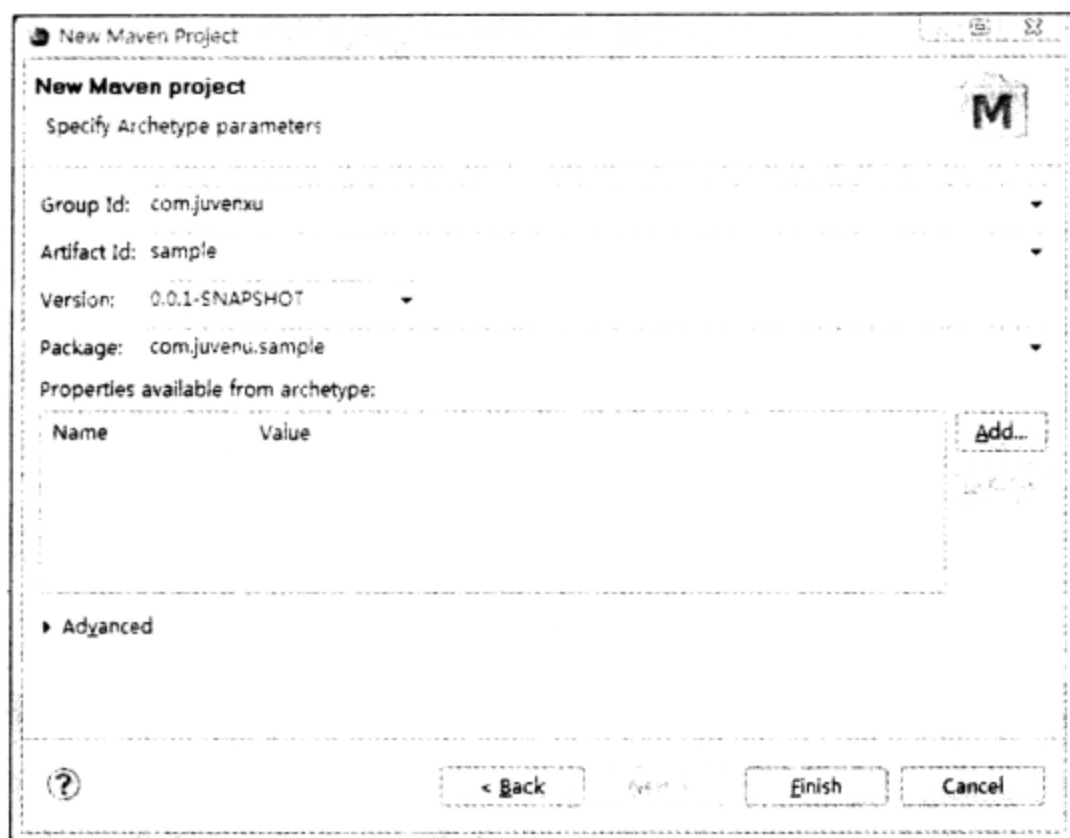 New Maven Project
New Maven project
Specify Archetype parameters
M
Group Id: com.juvenxu
Artifact Id: sample
Version: 0.0.1-SNAPSHOT
Package: com.juvenu.sample
Properties available from archetype:
Name Value
Add...
Advanced
? < Back Finish Cancel